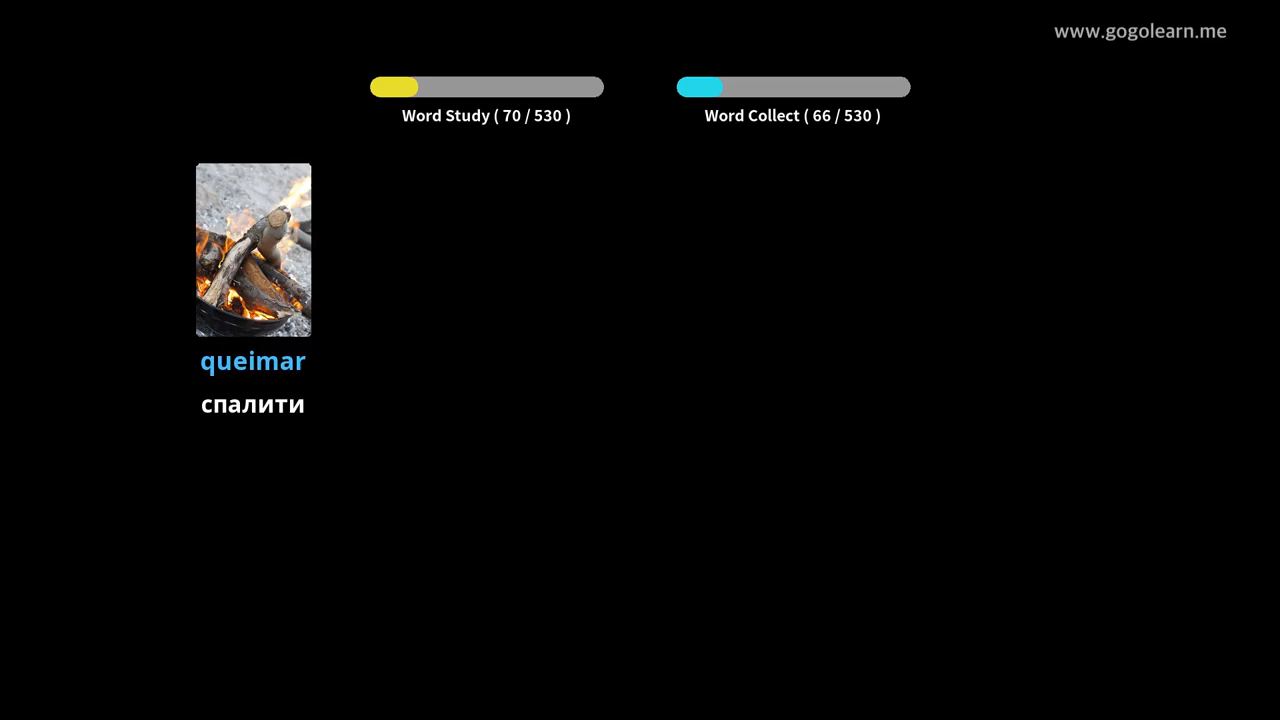 www.gogolearn.me
Word Study ( 70 / 530 )
Word Collect ( 66 / 530 )
queimar
спалити